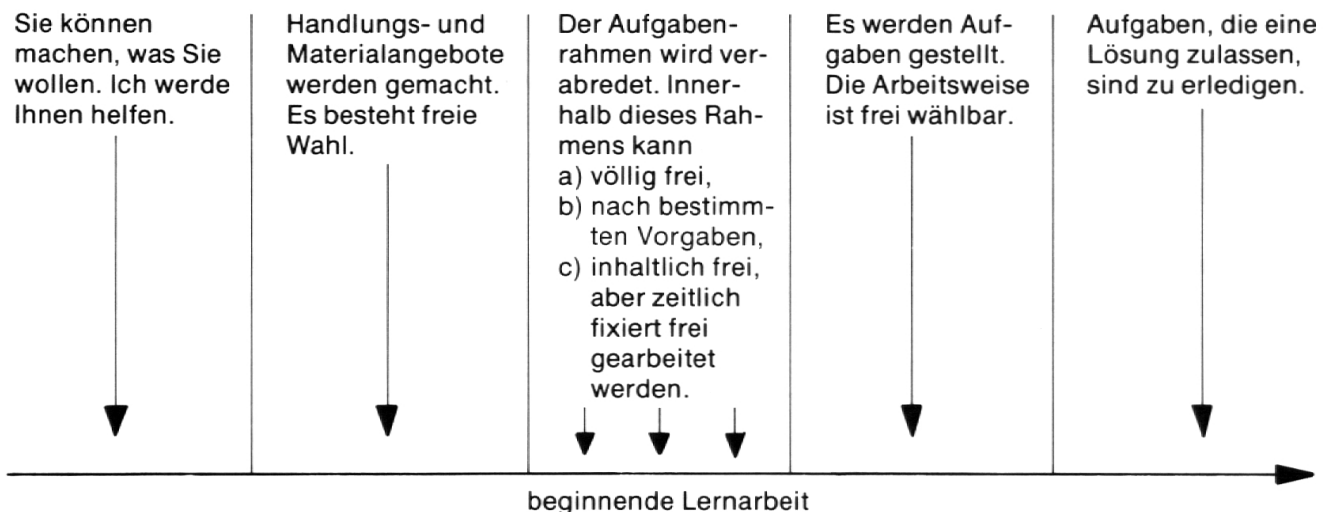 Sie können
machen, was Sie
wollen. Ich werde
Ihnen helfen.
Handlungs- und
Materialangebote
werden gemacht.
Es besteht freie
Wahl.
Der Aufgaben-
rahmen wird ver-
abredet. Inner-
halb dieses Rah-
mens kann
a) völlig frei,
b) nach bestimm-
ten Vorgaben,
c) inhaltlich frei,
aber zeitlich
fixiert frei
gearbeitet
werden.
Es werden Auf-
gaben gestellt.
Die Arbeitsweise
ist frei wählbar.
Aufgaben, die eine
Lösung zulassen,
sind zu erledigen.
beginnende Lernarbeit